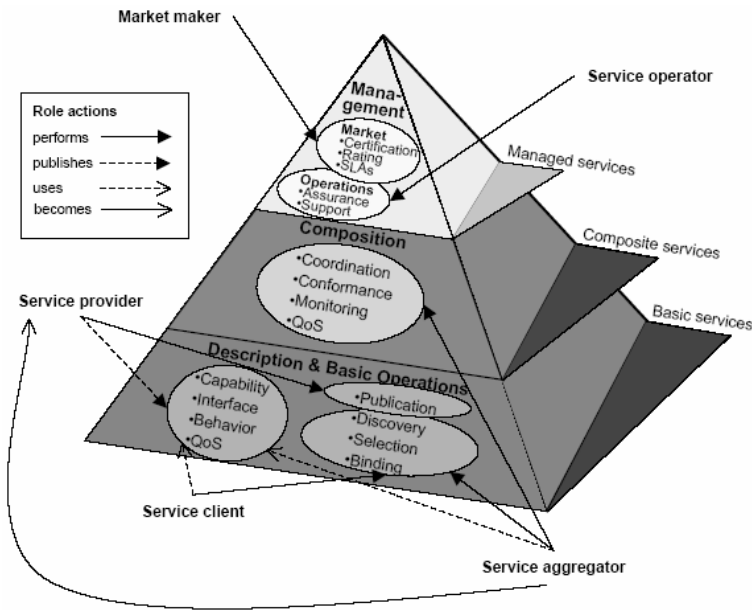 Market maker
Service operator
Mana-
gement
Market
•Certification
•Rating
•SLAs
Operations
•Assurance
•Support
Role actions
performs
publishes
uses
becomes
Managed services
Composition
•Coordination
•Conformance
•Monitoring
•QoS
Composite services
Service provider
Basic services
Description & Basic Operations
•Capability
•Interface
•Behavior
•QoS
•Publication
•Discovery
•Selection
•Binding
Service client
Service aggregator